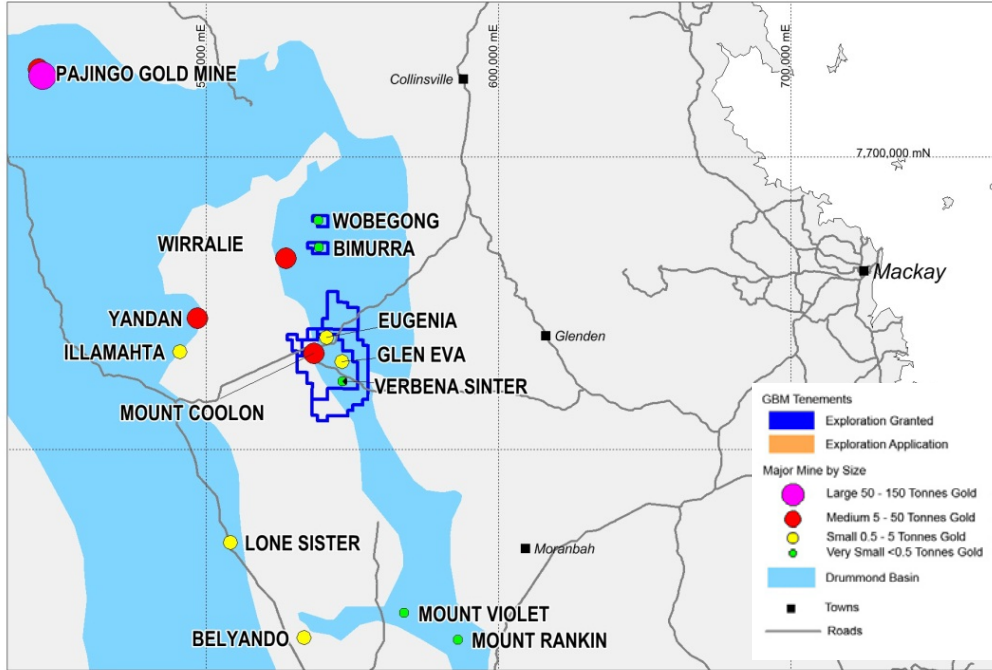 600,000 mE
700,000 mE
PAJINGO GOLD MINE
Collinsville
7,700,000 mN
WOBEGONG
WIRRALIE
BIMURRA
Mackay
YANDAN
EUGENIA
Glenden
ILLAMAHTA
GLEN EVA
VERBENA SINTER
MOUNT COOLON
GBM Tenements
Exploration Granted
Exploration Application
Major Mine by Size
Large 50 - 150 Tonnes Gold
Medium 5 - 50 Tonnes Gold
Small 0.5 - 5 Tonnes Gold
Very Small <0.5 Tonnes Gold
Drummond Basin
Towns
Roads
LONE SISTER
Moranbah
MOUNT VIOLET
BELYANDO
MOUNT RANKIN